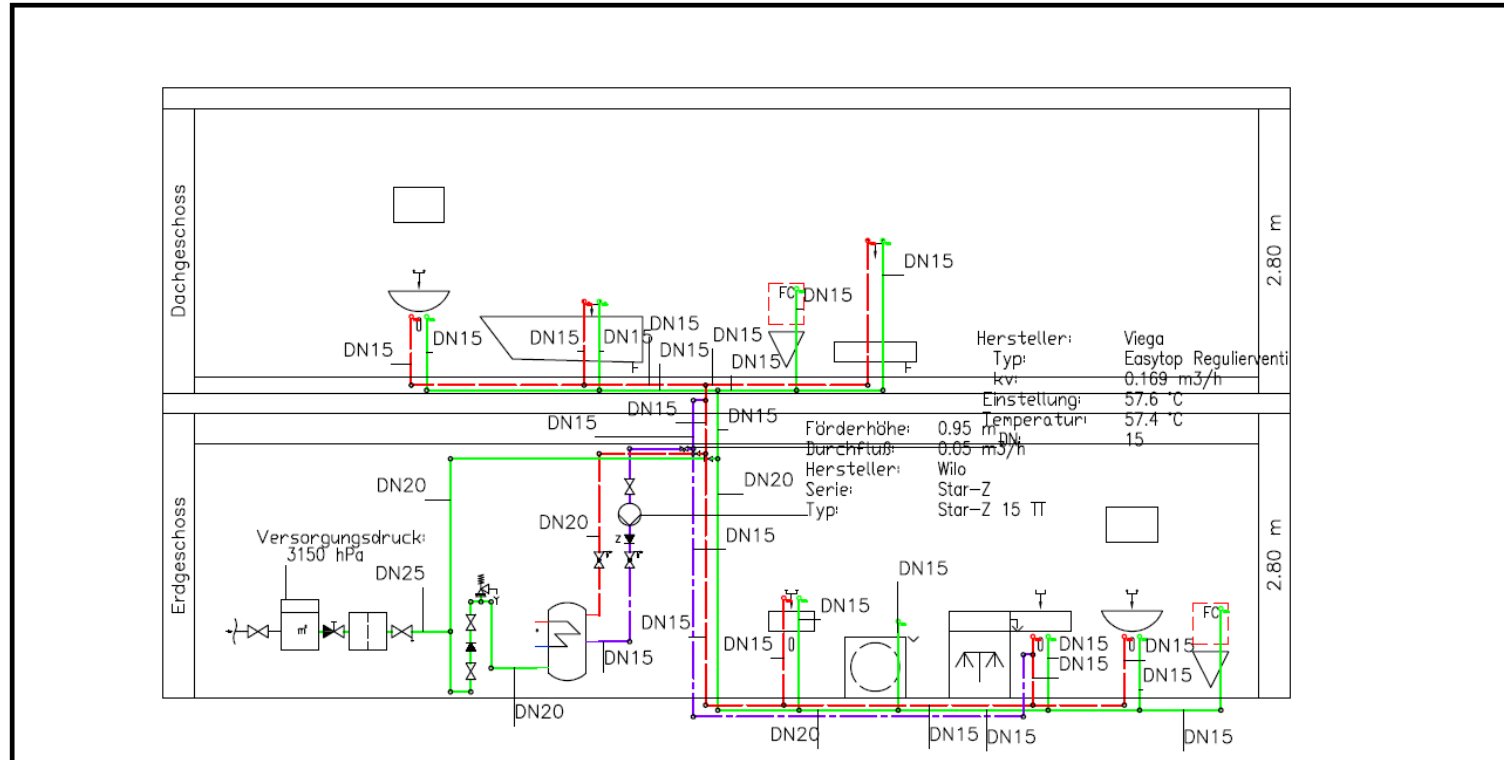 Dachgeschoss
2.80 m
DN15
FC
DN15
DN15
DN15
DN15
DN15
DN15
DN15
DN15
DN15
Hersteller: Viega
Typ: Easytop Regulierventi
kv: 0.169 m3/h
Einstellung: 57.6 °C
Temperatur: 57.4 °C
DN: 15
DN15
DN15
DN15
Förderhöhe: 0.95 m
Durchfluß: 0.05 m3/h
Hersteller: Wilo
Serie: Star-Z
Typ: Star-Z 15 TT
Erdgeschoss
2.80 m
DN20
DN20
DN20
Versorgungsdruck:
3150 hPa
DN25
DN15
Z
T
T
m³
DN15
DN15
DN15
DN15
FC
DN15
DN15
DN15
DN15
DN15
DN20
DN20
DN15
DN15
DN15